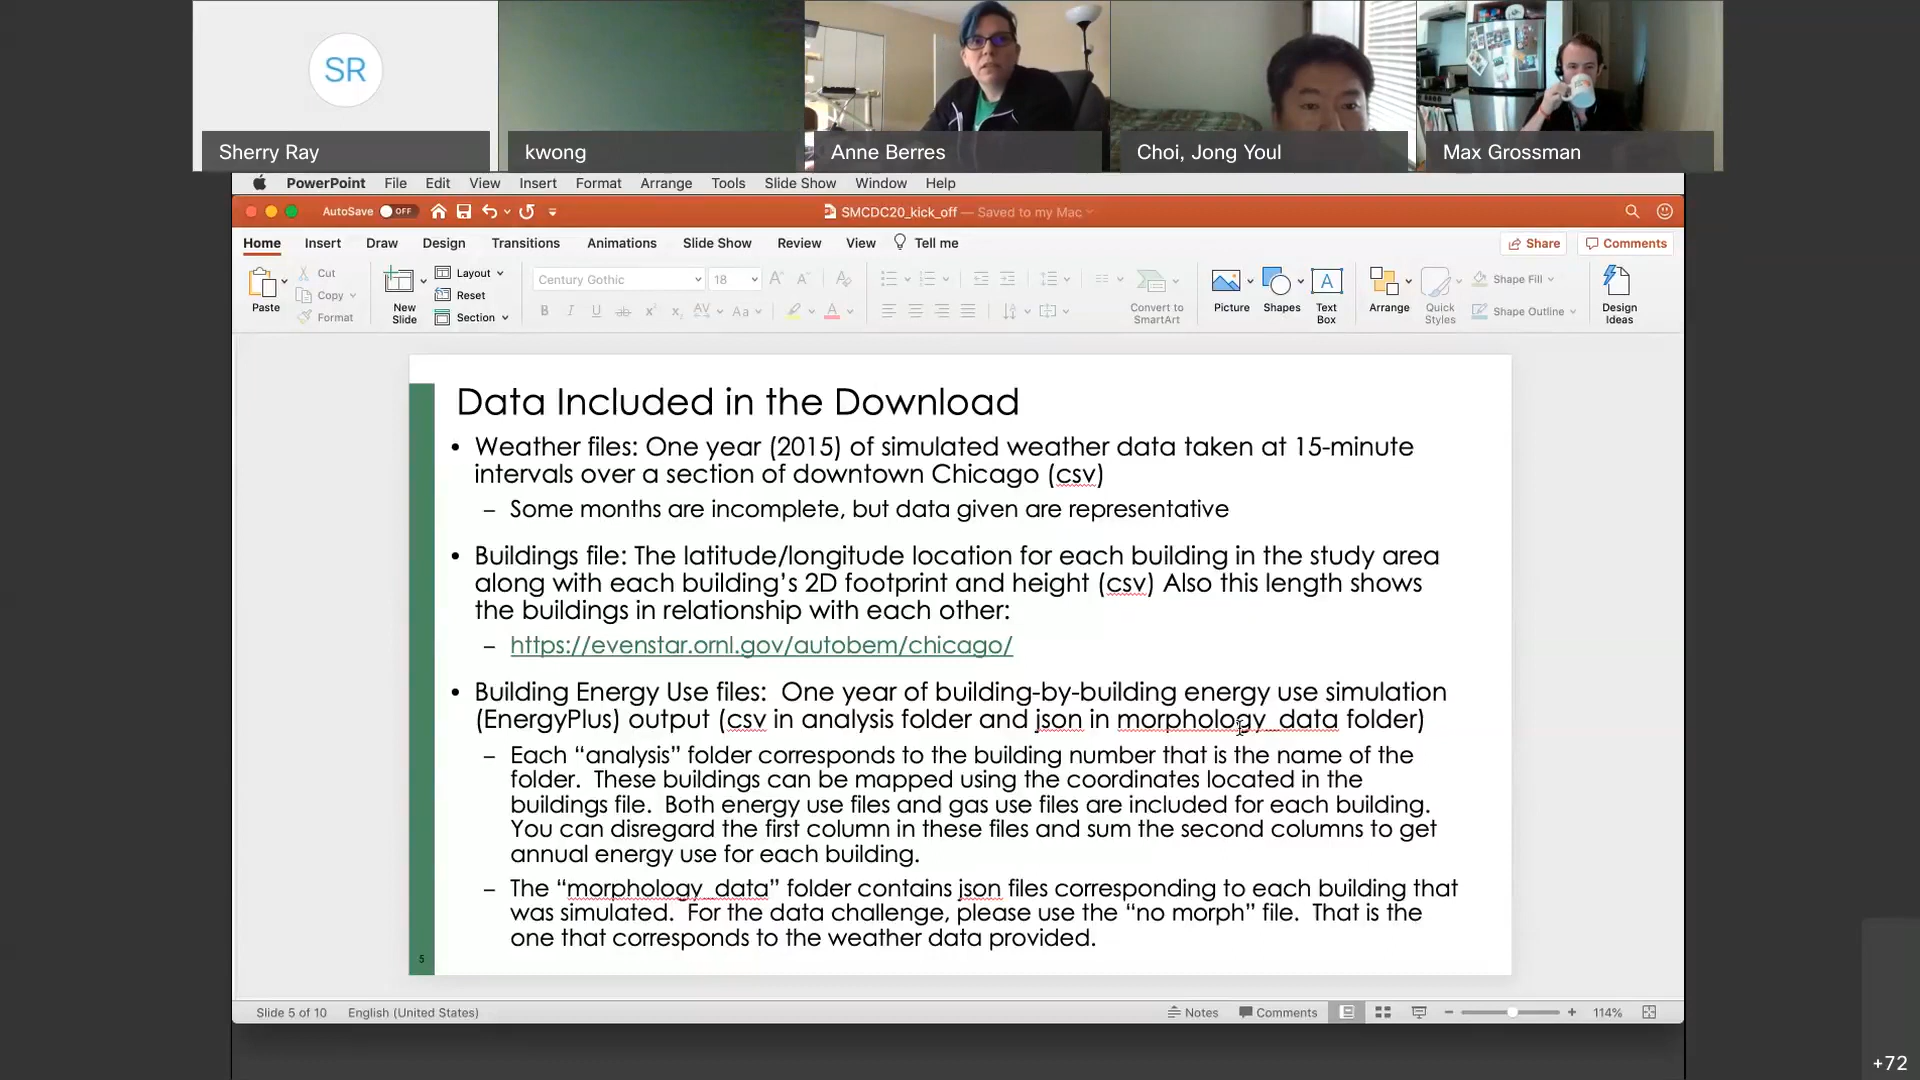 SR
Sherry Ray
kwong
Anne Berres
Choi, Jong Youl
Max Grossman
PowerPoint File Edit View Insert Format Arrange Tools Slide Show Window Help
AutoSave OFF
SMCDC20_kick_off — Saved to my Mac
Home Insert Draw Design Transitions Animations Slide Show Review View Tell me
Share Comments
Paste
Cut
Copy
Format
New
Slide
Layout
Reset
Section
Century Gothic 18
Convert to
SmartArt
Picture
Shapes
Text
Box
Arrange
Quick
Styles
Shape Fill
Shape Outline
Design
Ideas
Data Included in the Download
• Weather files: One year (2015) of simulated weather data taken at 15-minute
intervals over a section of downtown Chicago (csv)
– Some months are incomplete, but data given are representative
• Buildings file: The latitude/longitude location for each building in the study area
along with each building’s 2D footprint and height (csv) Also this length shows
the buildings in relationship with each other:
– https://evenstar.ornl.gov/autobem/chicago/
• Building Energy Use files:  One year of building-by-building energy use simulation
(EnergyPlus) output (csv in analysis folder and json in morphology_data folder)
– Each “analysis” folder corresponds to the building number that is the name of the
folder.  These buildings can be mapped using the coordinates located in the
buildings file.  Both energy use files and gas use files are included for each building.
You can disregard the first column in these files and sum the second columns to get
annual energy use for each building.
– The “morphology_data” folder contains json files corresponding to each building that
was simulated.  For the data challenge, please use the “no morph” file.  That is the
one that corresponds to the weather data provided.
5
Slide 5 of 10 English (United States)
Notes Comments 114%
+72